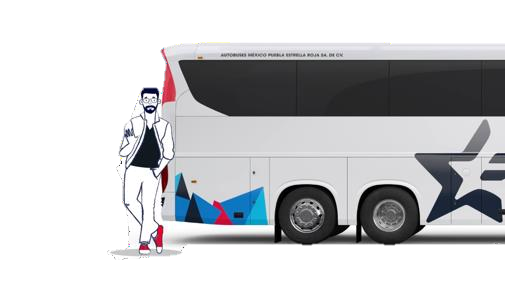 AUTOBUSES MÉXICO PUEBLA ESTRELLA ROJA SA. DE CV.